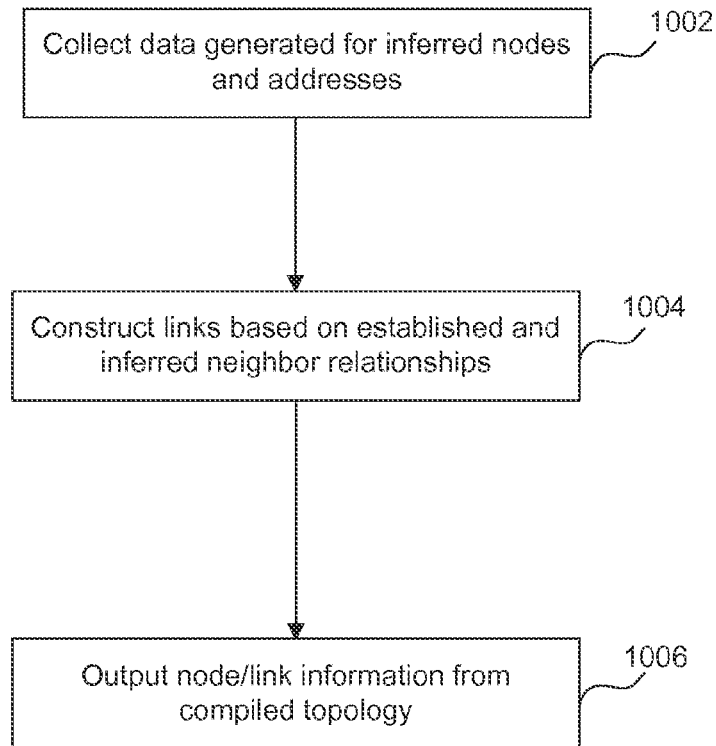 Collect data generated for inferred nodes
and addresses
1002
Construct links based on established and
inferred neighbor relationships
1004
Output node/link information from
compiled topology
1006